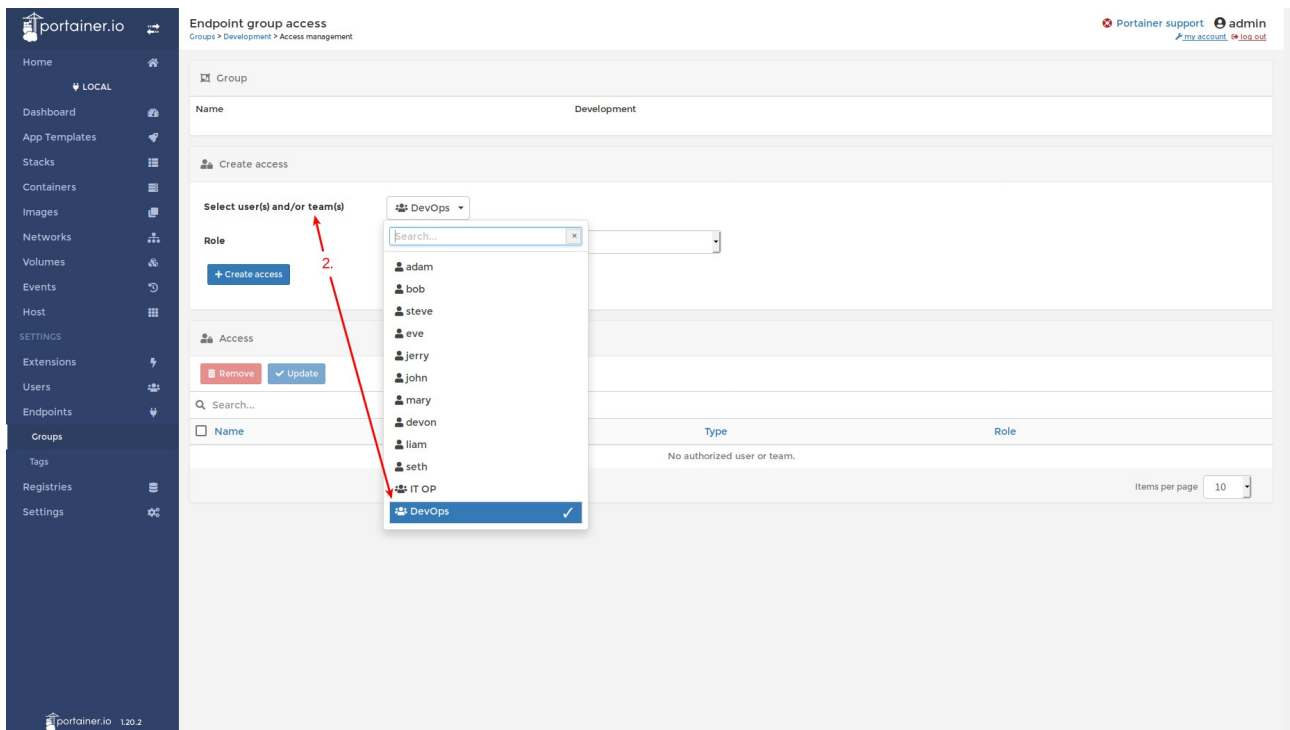 portainer.io
Endpoint group access
Groups > Development > Access management
Portainer support admin
my account log out
Home
LOCAL
Dashboard
App Templates
Stacks
Containers
Images
Networks
Volumes
Events
Host
SETTINGS
Extensions
Users
Endpoints
Groups
Tags
Registries
Settings
portainer.io 1.20.2
Group
Name Development
Create access
Select user(s) and/or team(s) DevOps
Role
2.
+ Create access
Search...
adam
bob
steve
eve
jerry
john
mary
devon
liam
seth
IT OP
DevOps
Access
Remove Update
Search...
Name Type Role
No authorized user or team.
Items per page 10